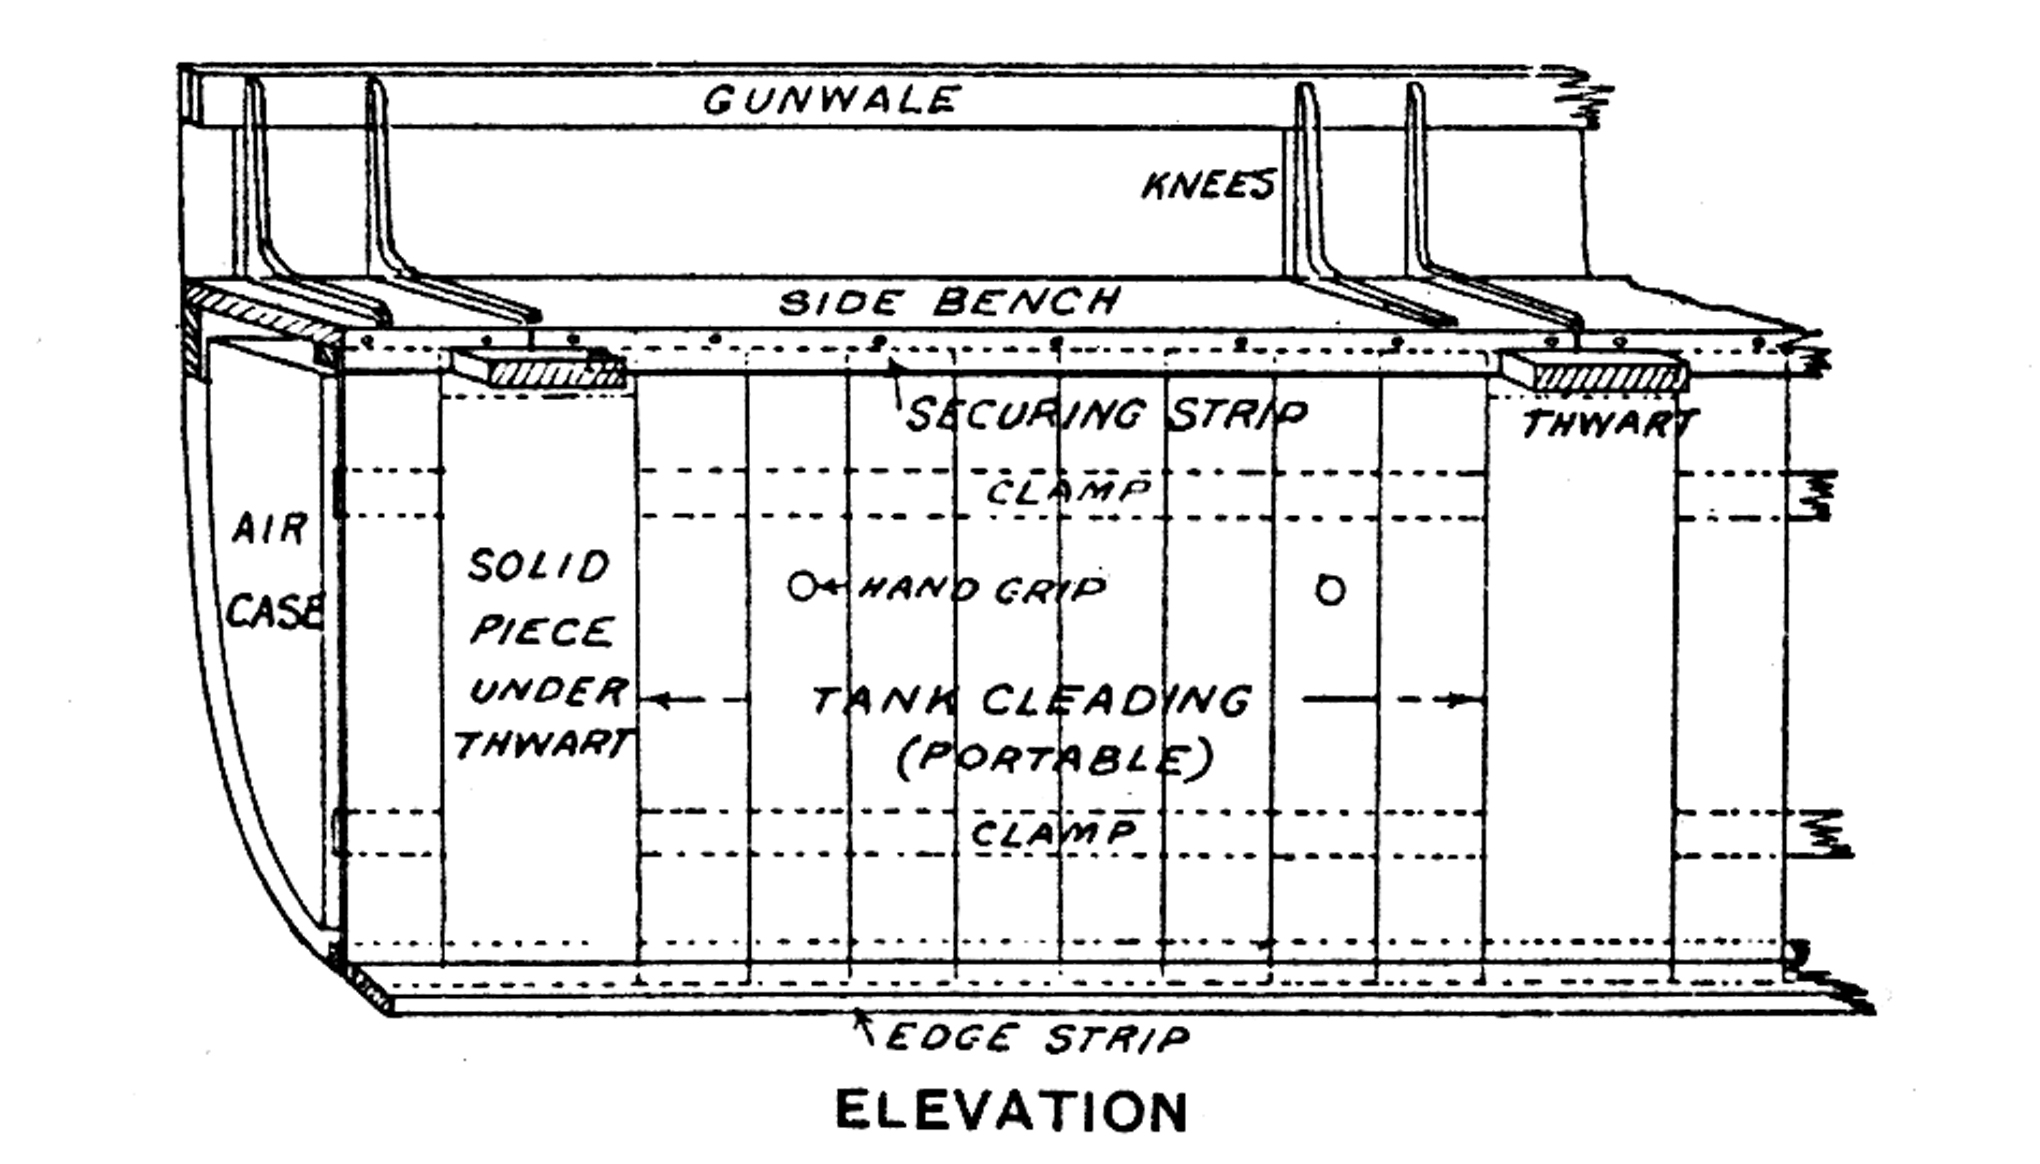 GUNWALE
KNEES
SIDE BENCH
SECURING STRIP
THWART
CLAMP
AIR
CASE
SOLID
PIECE
UNDER
THWART
HAND GRIP
TANK CLEADING
(PORTABLE)
CLAMP
EDGE STRIP
ELEVATION